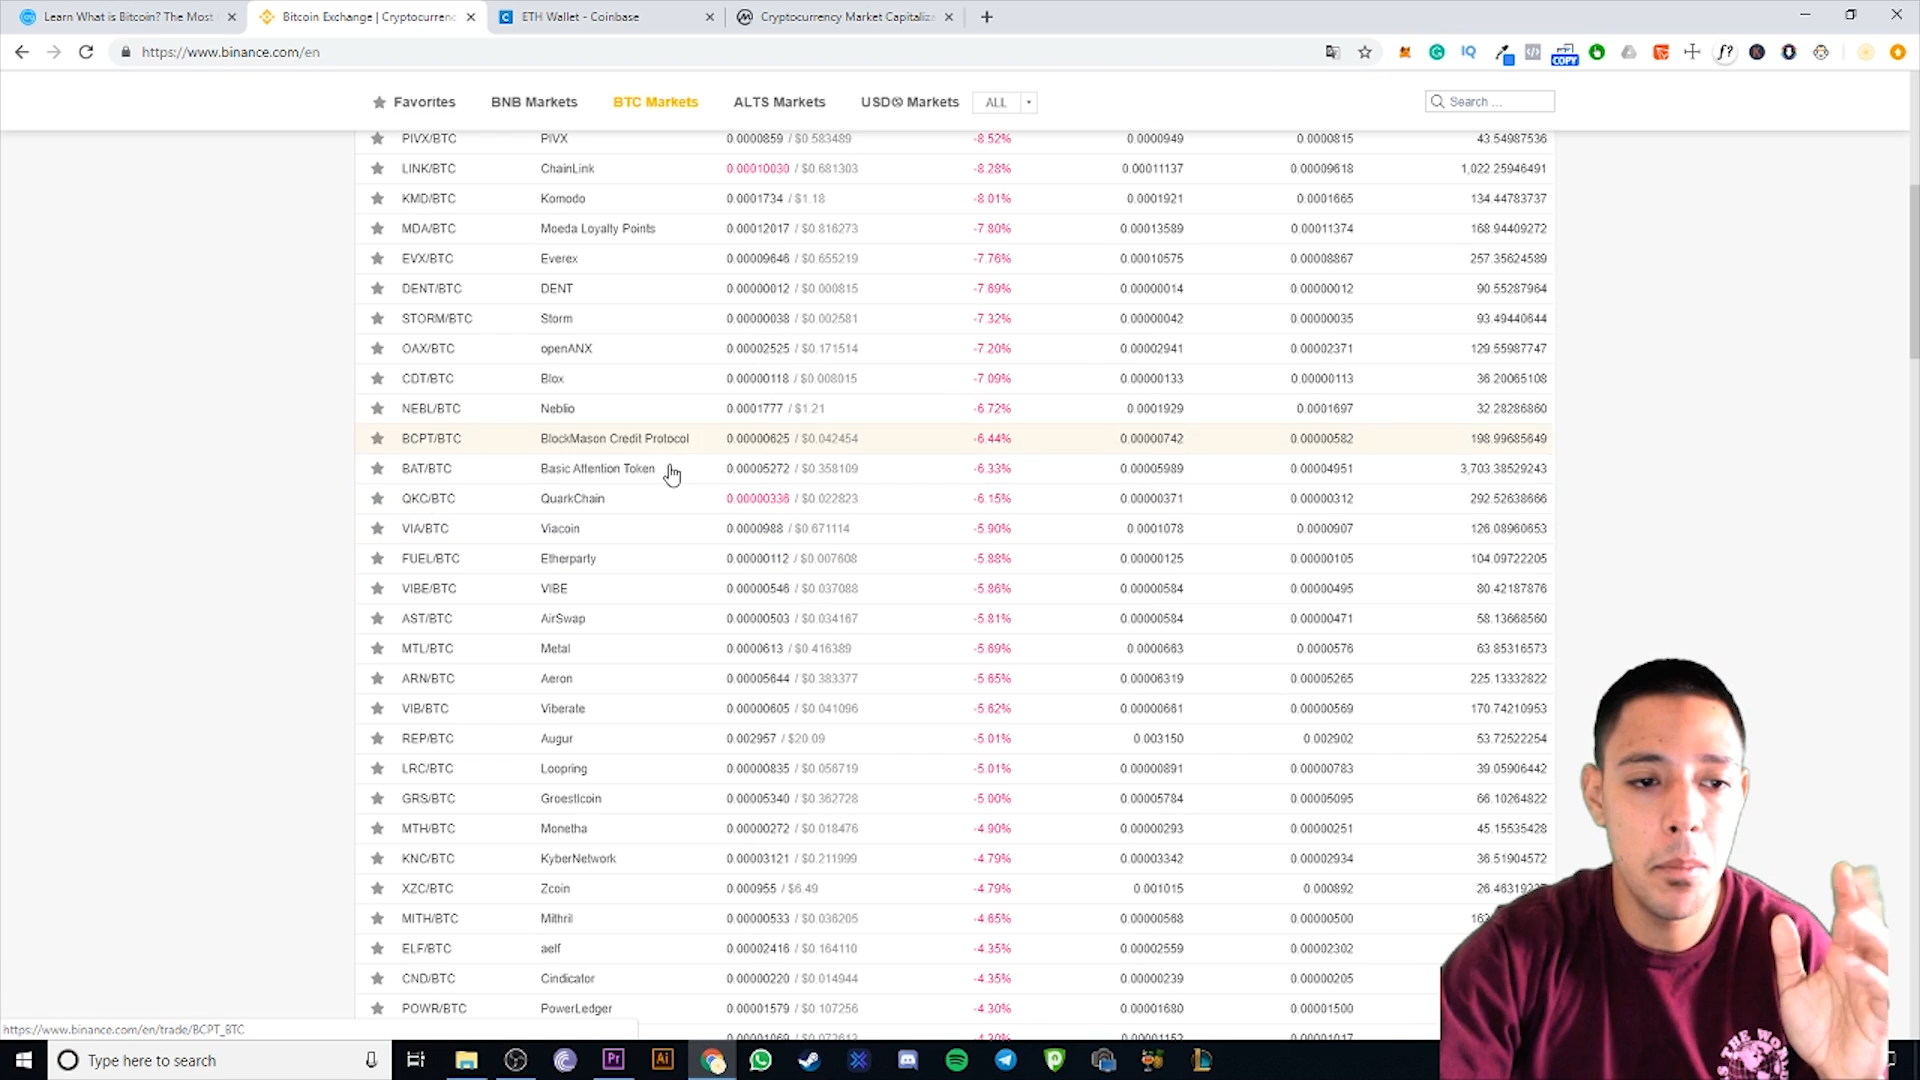 Learn What is Bitcoin? The Most
Bitcoin Exchange | Cryptocurrenc
ETH Wallet - Coinbase
Cryptocurrency Market Capitaliz
https://www.binance.com/en
COPY
Favorites BNB Markets BTC Markets ALTS Markets USDⓈ Markets ALL Search ...
PIVX/BTC PIVX 0.0000859 / $0.583489 -8.52% 0.0000949 0.0000815 43.54987536
LINK/BTC ChainLink 0.00010030 / $0.681303 -8.28% 0.00011137 0.00009618 1,022.25946491
KMD/BTC Komodo 0.0001734 / $1.18 -8.01% 0.0001921 0.0001665 134.44783737
MDA/BTC Moeda Loyalty Points 0.00012017 / $0.816273 -7.80% 0.00013589 0.00011374 168.94409272
EVX/BTC Everex 0.00009646 / $0.655219 -7.76% 0.00010575 0.00008867 257.35624589
DENT/BTC DENT 0.00000012 / $0.000815 -7.69% 0.00000014 0.00000012 90.55287964
STORM/BTC Storm 0.00000038 / $0.002581 -7.32% 0.00000042 0.00000035 93.49440644
OAX/BTC openANX 0.00002525 / $0.171514 -7.20% 0.00002941 0.00002371 129.55987747
CDT/BTC Blox 0.00000118 / $0.008015 -7.09% 0.00000133 0.00000113 36.20065108
NEBL/BTC Neblio 0.0001777 / $1.21 -6.72% 0.0001929 0.0001697 32.28286860
BCPT/BTC BlockMason Credit Protocol 0.00000625 / $0.042454 -6.44% 0.00000742 0.00000582 198.99685649
BAT/BTC Basic Attention Token 0.00005272 / $0.358109 -6.33% 0.00005989 0.00004951 3,703.38529243
QKC/BTC QuarkChain 0.00000336 / $0.022823 -6.15% 0.00000371 0.00000312 292.52638666
VIA/BTC Viacoin 0.0000988 / $0.671114 -5.90% 0.0001078 0.0000907 126.08960653
FUEL/BTC Etherparty 0.00000112 / $0.007608 -5.88% 0.00000125 0.00000105 104.09722205
VIBE/BTC VIBE 0.00000546 / $0.037088 -5.86% 0.00000584 0.00000495 80.42187876
AST/BTC AirSwap 0.00000503 / $0.034167 -5.81% 0.00000584 0.00000471 58.13668560
MTL/BTC Metal 0.0000613 / $0.416389 -5.69% 0.0000663 0.0000576 63.85316573
ARN/BTC Aeron 0.00005644 / $0.383377 -5.65% 0.00006319 0.00005265 225.13332822
VIB/BTC Viberate 0.00000605 / $0.041096 -5.62% 0.00000661 0.00000569 170.74210953
REP/BTC Augur 0.002957 / $20.09 -5.01% 0.003150 0.002902 53.72522254
LRC/BTC Loopring 0.00000835 / $0.056719 -5.01% 0.00000891 0.00000783 39.05906442
GRS/BTC Groestlcoin 0.00005340 / $0.362728 -5.00% 0.00005784 0.00005095 66.10264822
MTH/BTC Monetha 0.00000272 / $0.018476 -4.90% 0.00000293 0.00000251 45.15535428
KNC/BTC KyberNetwork 0.00003121 / $0.211999 -4.79% 0.00003342 0.00002934 36.51904572
XZC/BTC Zcoin 0.000955 / $6.49 -4.79% 0.001015 0.000892
MITH/BTC Mithril 0.00000533 / $0.036205 -4.65% 0.00000568 0.00000500
ELF/BTC aelf 0.00002416 / $0.164110 -4.35% 0.00002559 0.00002302
CND/BTC Cindicator 0.00000220 / $0.014944 -4.35% 0.00000239 0.00000205
POWR/BTC PowerLedger 0.00001579 / $0.107256 -4.30% 0.00001680 0.00001500
https://www.binance.com/en/trade/BCPT_BTC
Type here to search
Pr
Ai